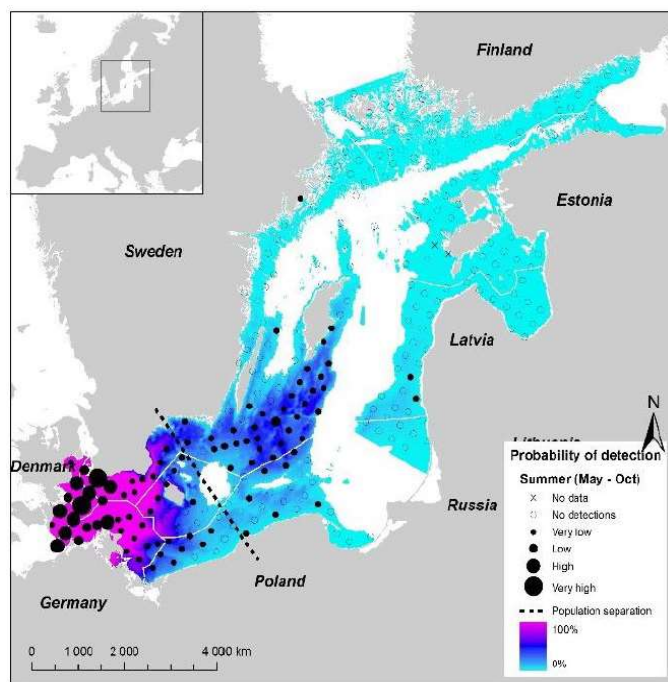 Finland
Estonia
Sweden
Latvia
N
Lithuania
Denmark
Russia
Poland
Germany
Probability of detection
Summer (May - Oct)
No data
No detections
Very low
Low
High
Very high
Population separation
100%
0%
0 1 000 2 000 4 000 km